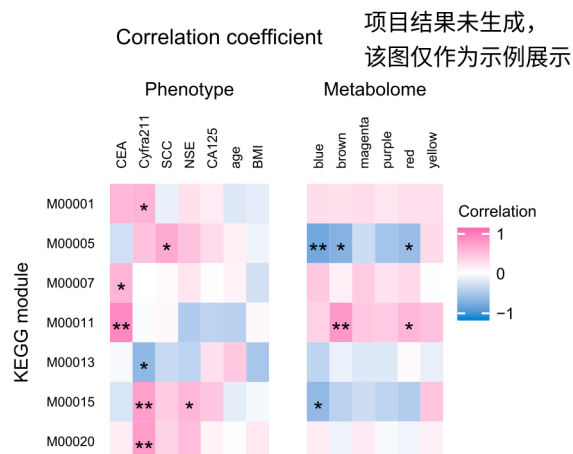 Correlation coefficient
项目结果未生成，
该图仅作为示例展示
Phenotype
Metabolome
CEA
Cyfra211
SCC
NSE
CA125
age
BMI
blue
brown
magenta
purple
red
yellow
KEGG module
M00001
*
M00005
*
** * *
M00007
*
M00011
**
** *
M00013
*
M00015
** *
*
M00020
**
Correlation
1
0
−1